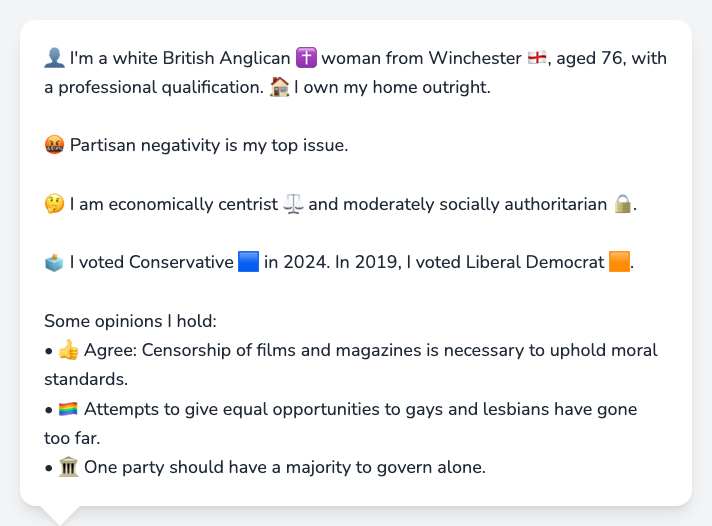 👤 I'm a white British Anglican ✝️ woman from Winchester 🏴󠁧󠁢󠁥󠁮󠁧󠁿, aged 76, with
a professional qualification. 🏠 I own my home outright.
🤬 Partisan negativity is my top issue.
🤔 I am economically centrist ⚖️ and moderately socially authoritarian 🔒.
🗳️ I voted Conservative 🟦 in 2024. In 2019, I voted Liberal Democrat 🟧.
Some opinions I hold:
• 👍 Agree: Censorship of films and magazines is necessary to uphold moral
standards.
• 🏳️‍🌈 Attempts to give equal opportunities to gays and lesbians have gone
too far.
• 🏛️ One party should have a majority to govern alone.